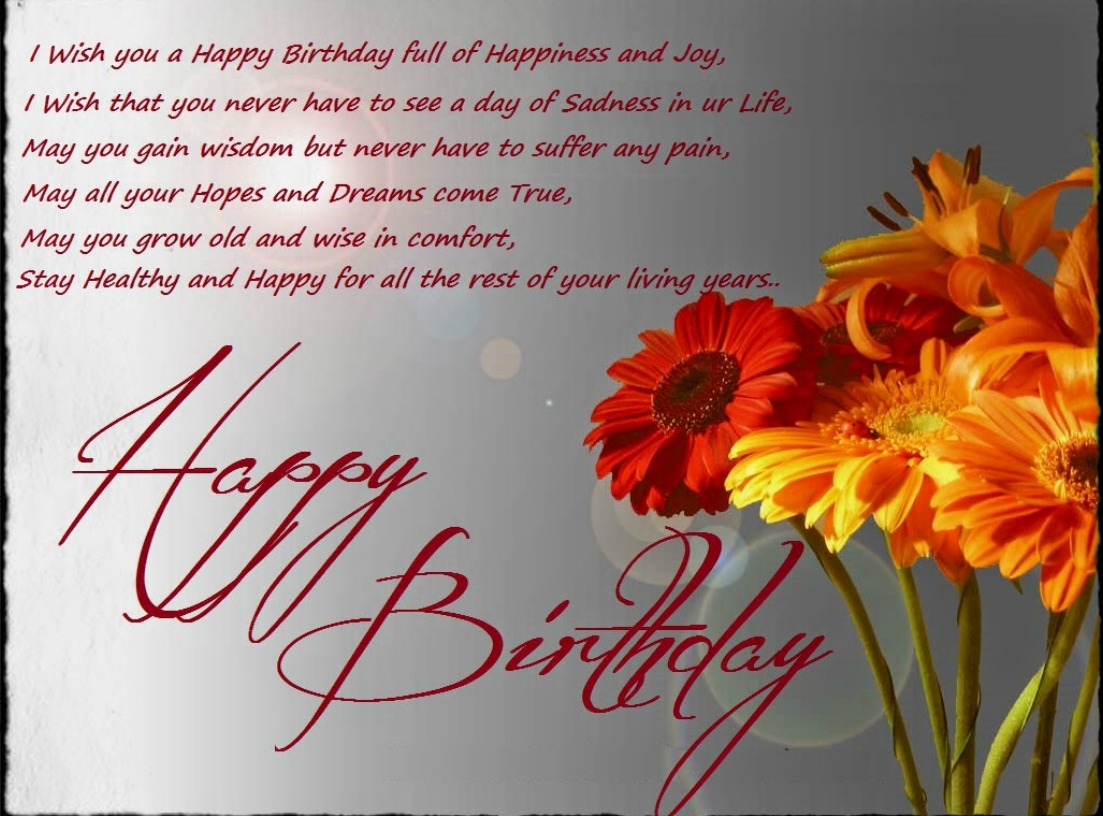 I Wish you a Happy Birthday full of Happiness and Joy,
I Wish that you never have to see a day of Sadness in ur Life,
May you gain wisdom but never have to suffer any pain,
May all your Hopes and Dreams come True,
May you grow old and wise in comfort,
Stay Healthy and Happy for all the rest of your living years..
Happy
Birthday